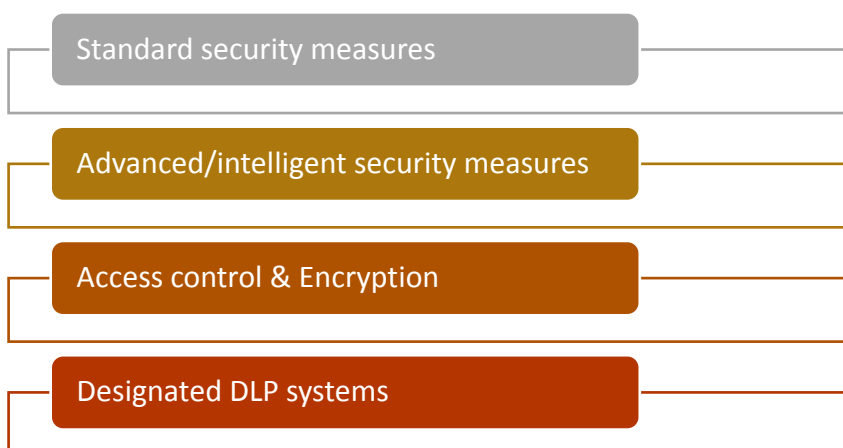 Standard security measures
Advanced/intelligent security measures
Access control & Encryption
Designated DLP systems